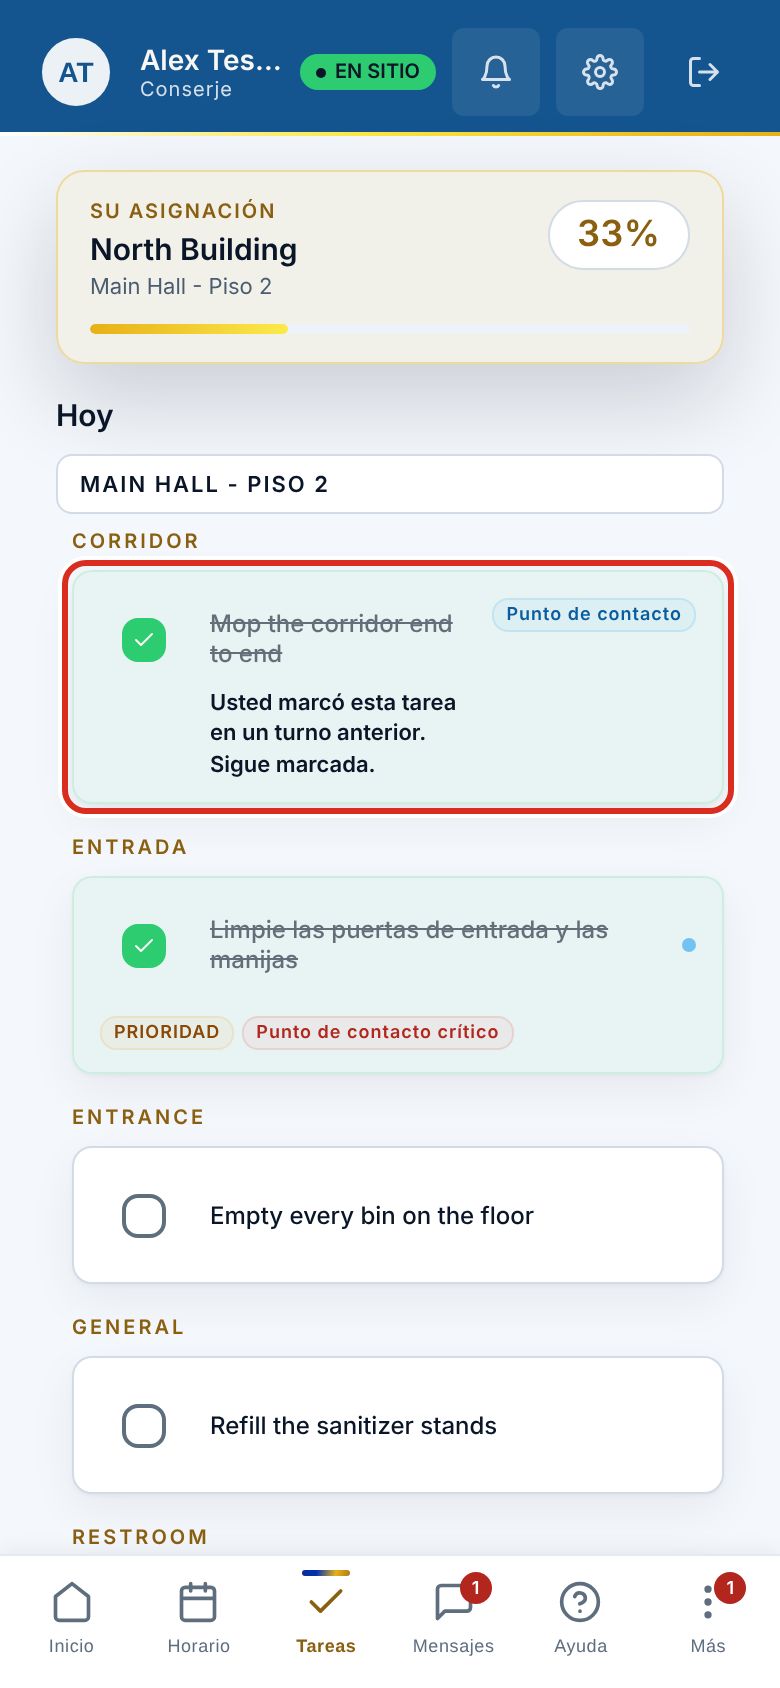 AT
Alex Tes...
Conserje
EN SITIO
SU ASIGNACIÓN
North Building
Main Hall - Piso 2
33%
Hoy
MAIN HALL - PISO 2
CORRIDOR
Mop the corridor end
to end
Punto de contacto
Usted marcó esta tarea
en un turno anterior.
Sigue marcada.
ENTRADA
Limpie las puertas de entrada y las
manijas
PRIORIDAD
Punto de contacto crítico
ENTRANCE
Empty every bin on the floor
GENERAL
Refill the sanitizer stands
RESTROOM
1
1
Inicio
Horario
Tareas
Mensajes
Ayuda
Más